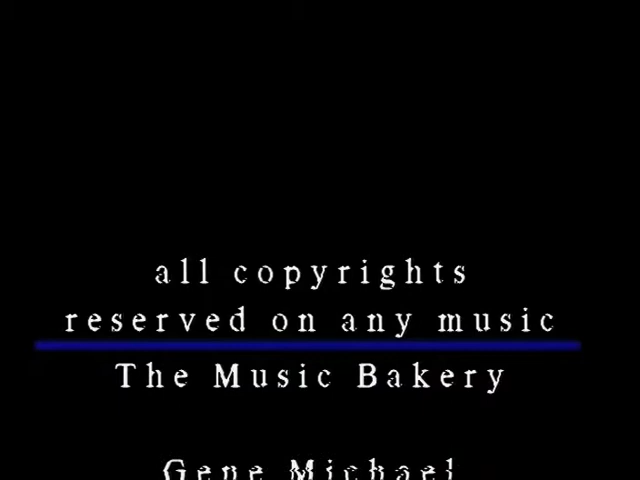 all copyrights
reserved on any music
The Music Bakery
Gene Michael